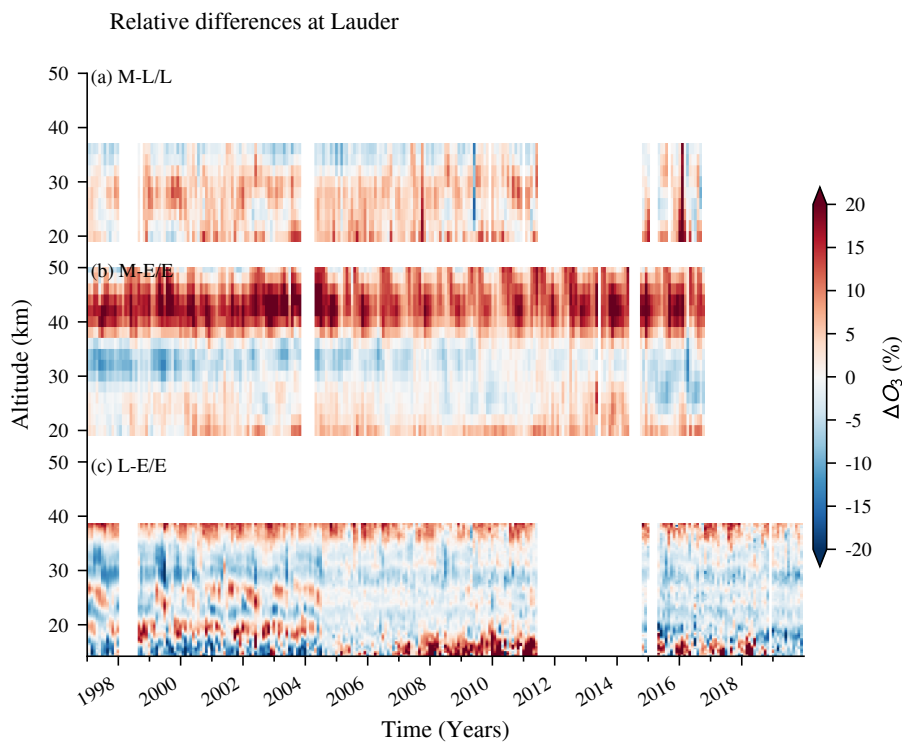 Relative differences at Lauder
(a) M-L/L
50
40
30
20
(b) M-E/E
50
40
30
20
(c) L-E/E
50
40
30
20
Altitude (km)
1998 2000 2002 2004 2006 2008 2010 2012 2014 2016 2018
Time (Years)
20
15
10
5
0
-5
-10
-15
-20
ΔO₃ (%)